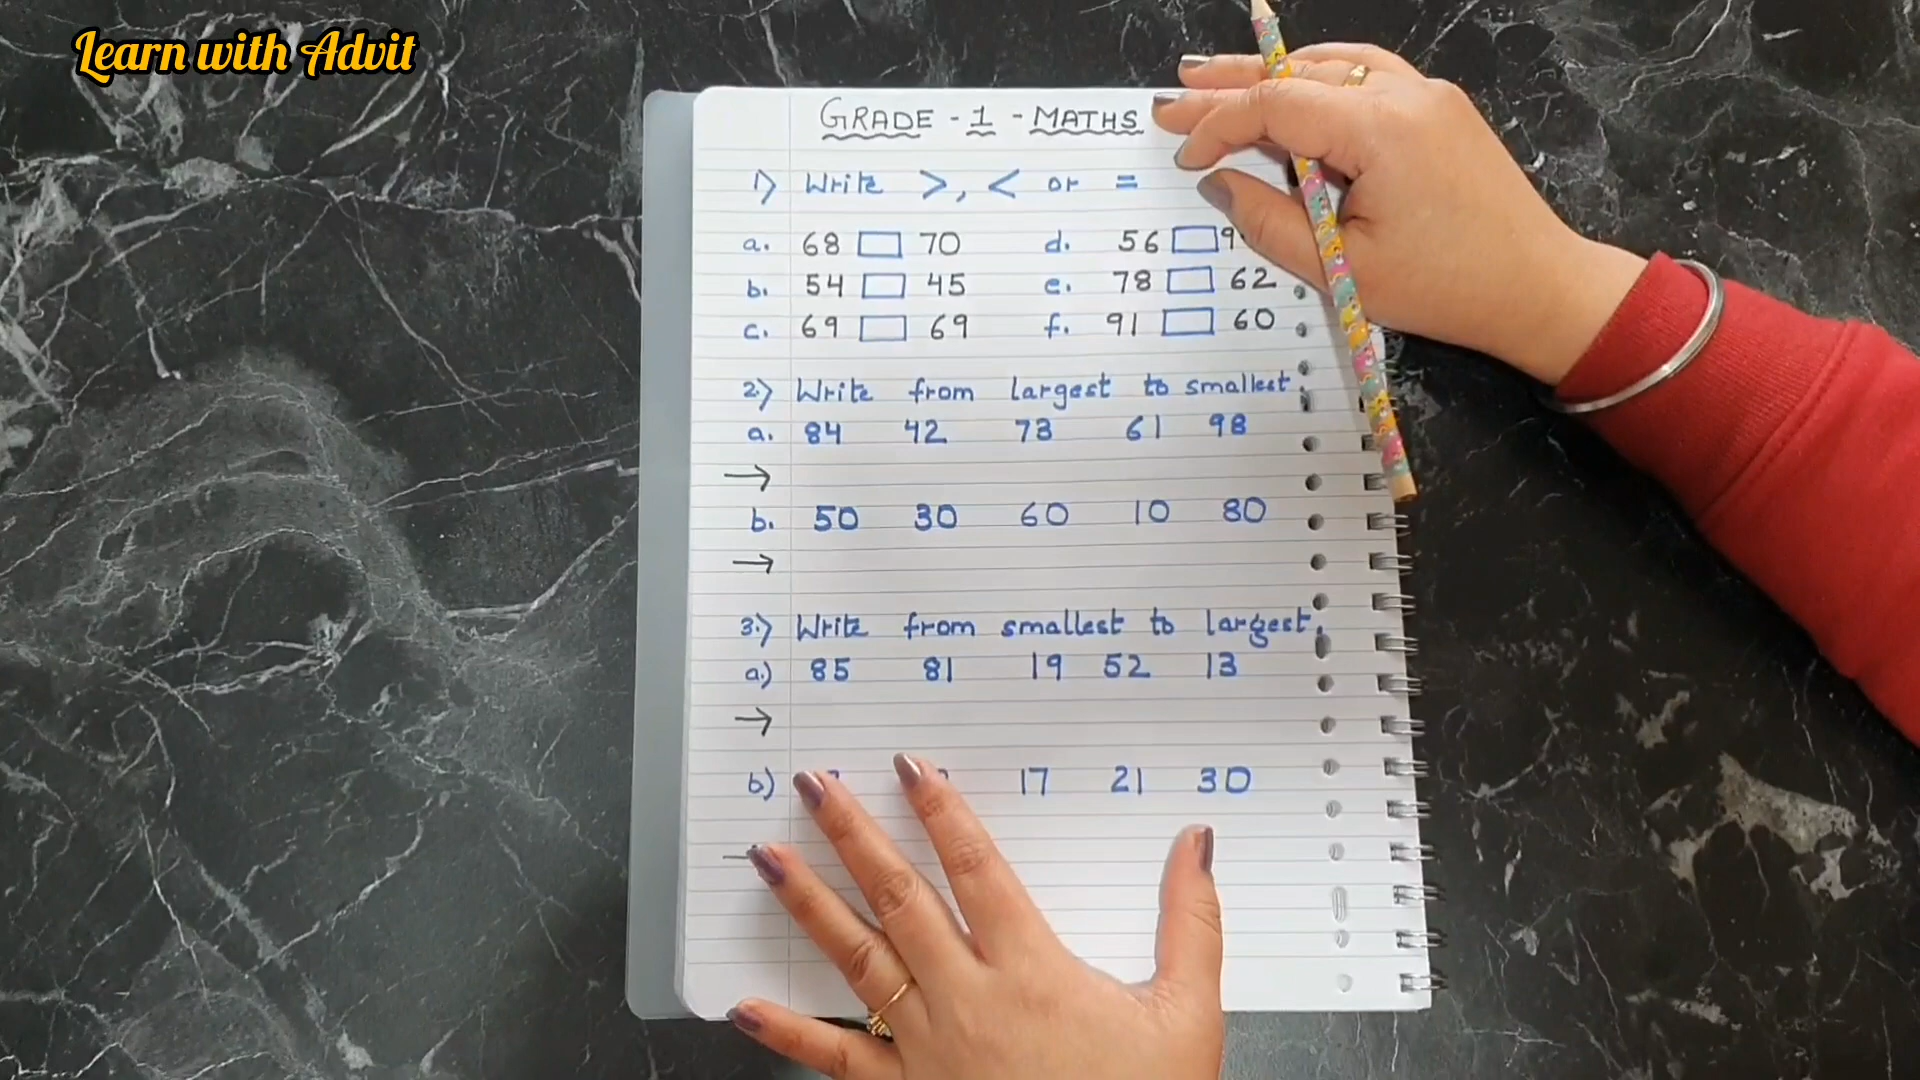 Learn with Advit
GRADE - 1 - MATHS
1) Write >, < or =
a. 68 70 d. 56
b. 54 45 e. 78 62
c. 69 69 f. 91 60
2) Write from largest to smallest.
a. 84 42 73 61 98
→
b. 50 30 60 10 80
→
3.) Write from smallest to largest.
a.) 85 81 19 52 13
→
b) 17 21 30